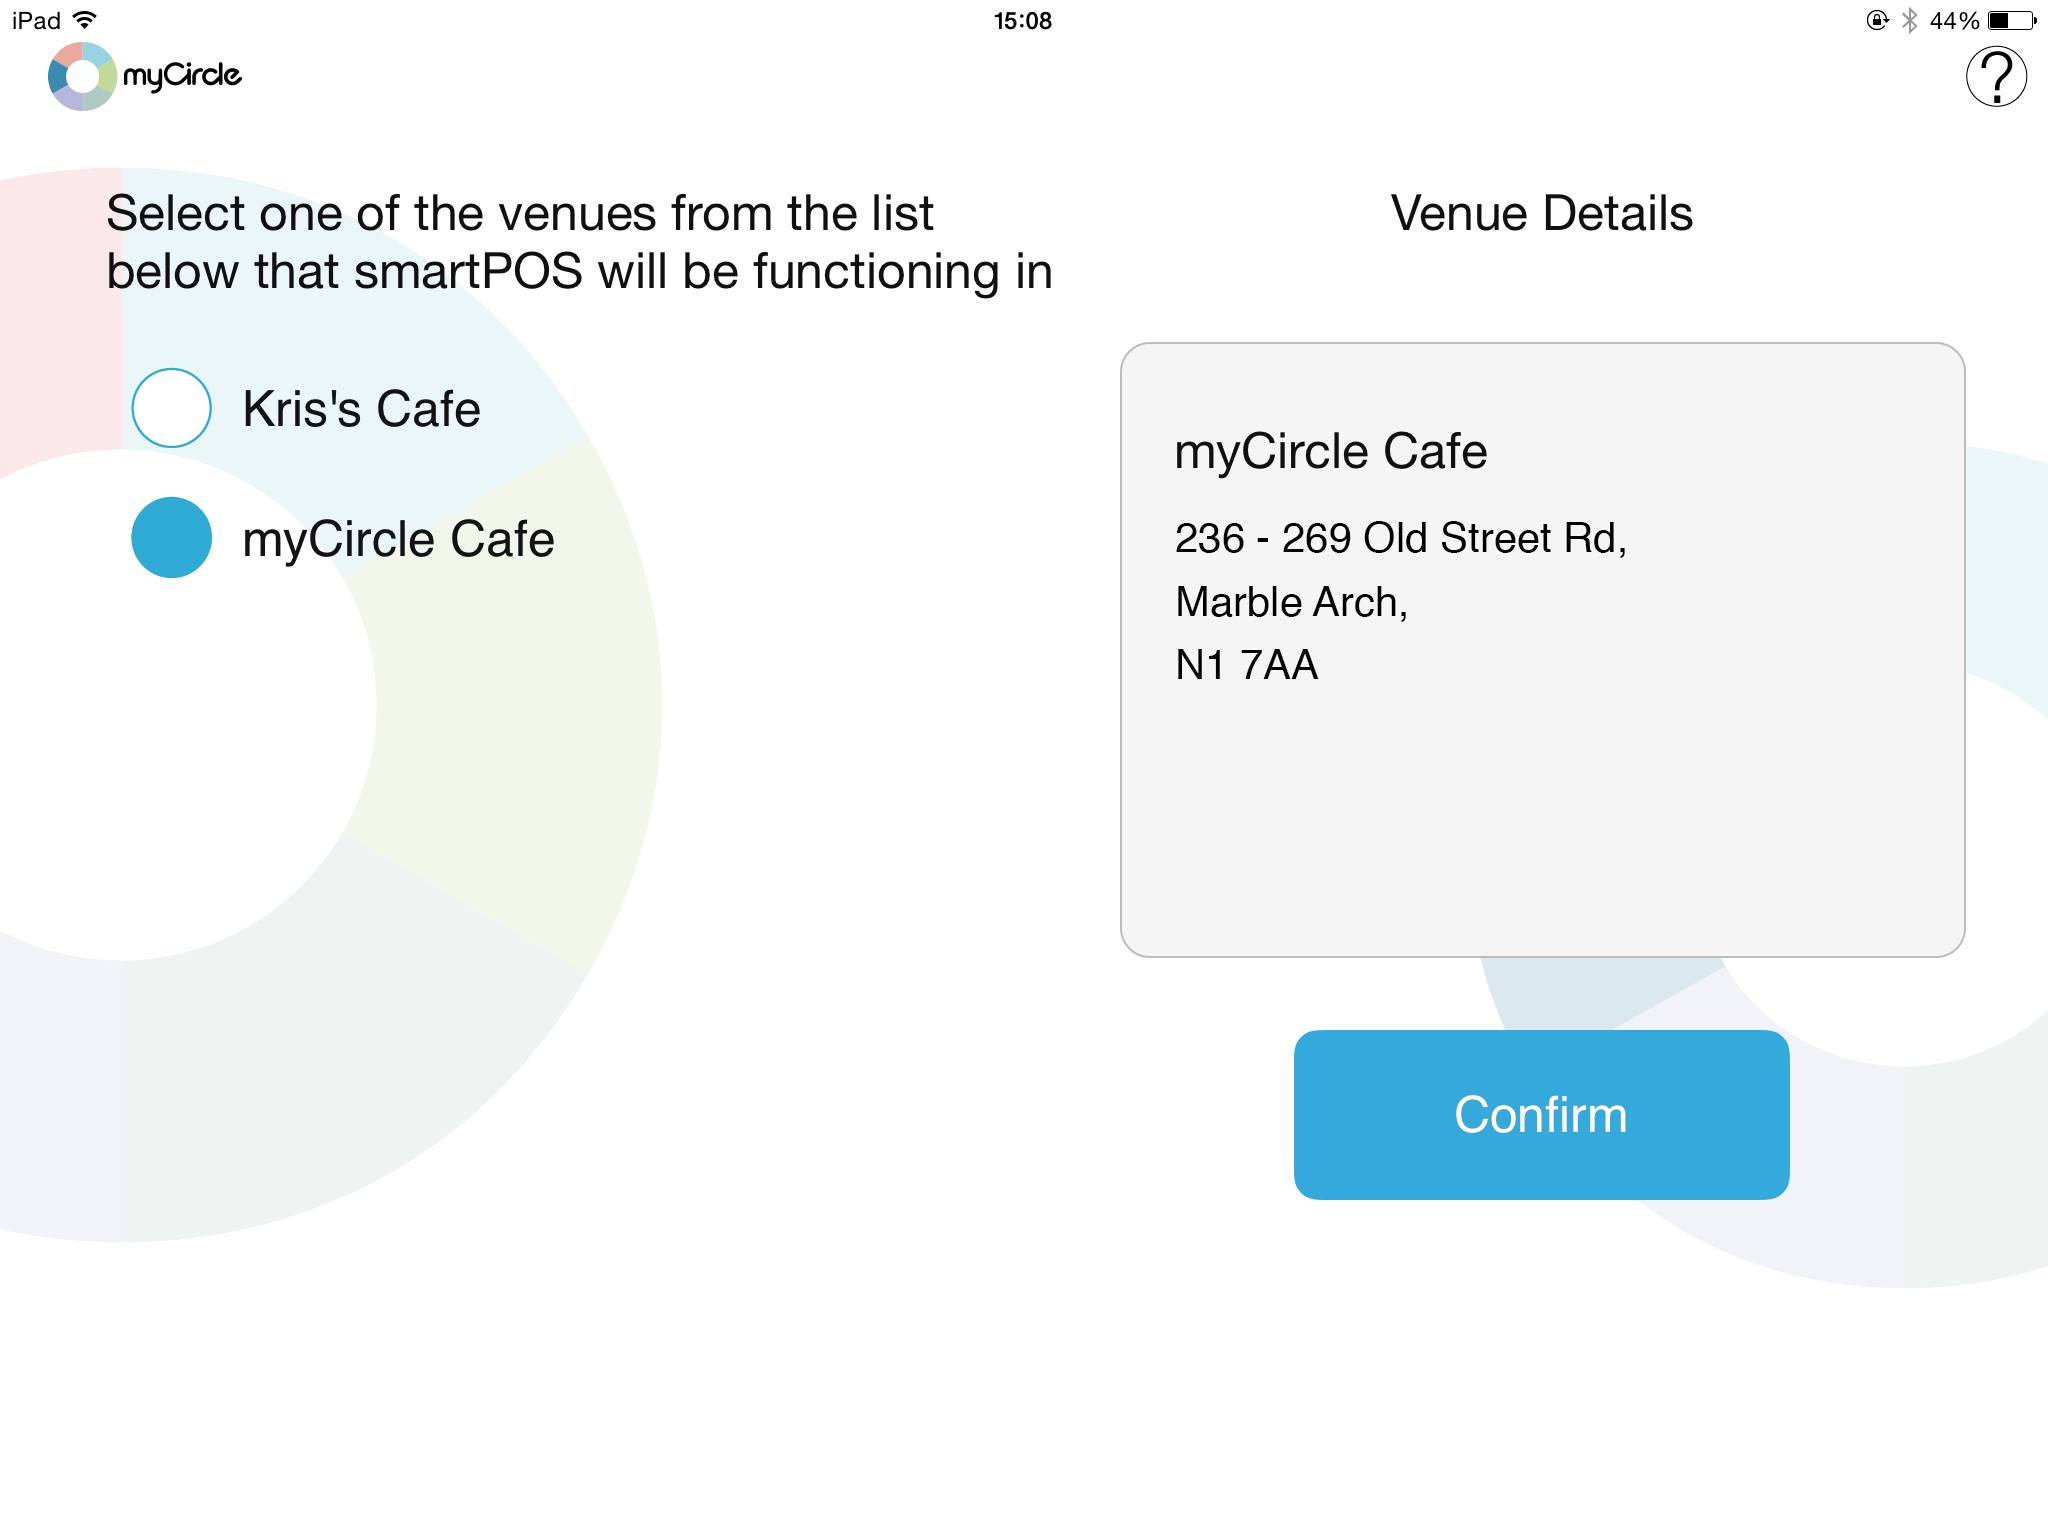 iPad
15:08
44%
myCircle
?
Select one of the venues from the list
below that smartPOS will be functioning in
Kris's Cafe
myCircle Cafe
Venue Details
myCircle Cafe
236 - 269 Old Street Rd,
Marble Arch,
N1 7AA
Confirm